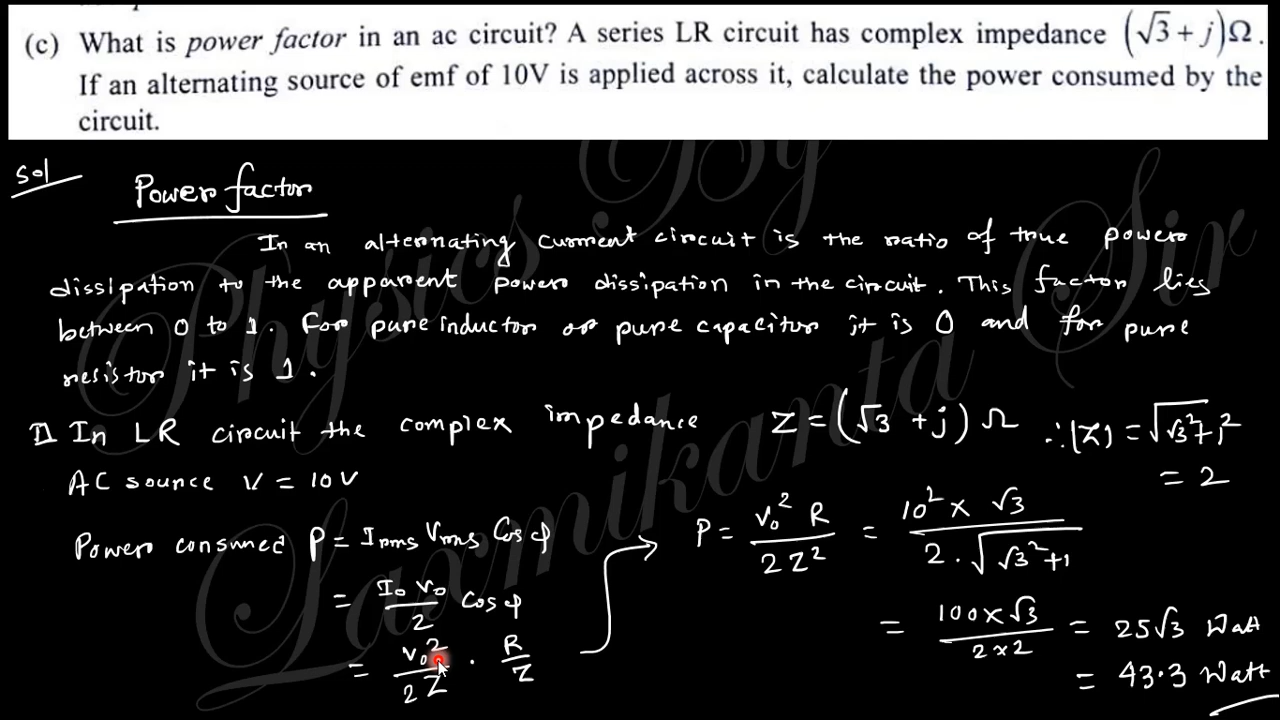 (c) What is power factor in an ac circuit? A series LR circuit has complex impedance (√3 + j)Ω.
If an alternating source of emf of 10V is applied across it, calculate the power consumed by the
circuit.
Sol
Power factor
In an alternating current circuit is the ratio of true power
dissipation to the apparent power dissipation in the circuit. This factor lies
between 0 to 1. For pure inductor or pure capacitor it is 0 and for pure
resistor it is 1.
II In LR circuit the complex impedance Z = (√3 + j) Ω ∴|Z| = √(√3² + 1²)
= 2
AC source V = 10V
Power consumed P = Irms Vrms Cos φ
= I₀ V₀ / 2 Cos φ
= V₀² / 2Z · R / Z
P = V₀² R / 2 Z² = 10² × √3 / 2 · √(√3² + 1)
= 100 × √3 / 2 × 2 = 25√3 Watt
= 43.3 Watt
Physics By
Laxmikanta Sir